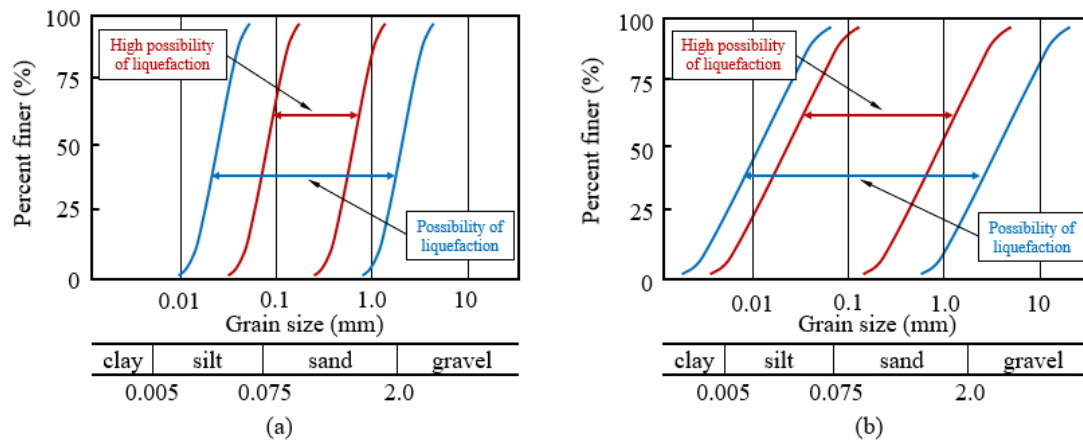 100
75
50
25
0
Percent finer (%)
High possibility
of liquefaction
Possibility of
liquefaction
0.01 0.1 1.0 10
Grain size (mm)
clay silt sand gravel
0.005 0.075 2.0
(a)
100
75
50
25
0
Percent finer (%)
High possibility
of liquefaction
Possibility of
liquefaction
0.01 0.1 1.0 10
Grain size (mm)
clay silt sand gravel
0.005 0.075 2.0
(b)